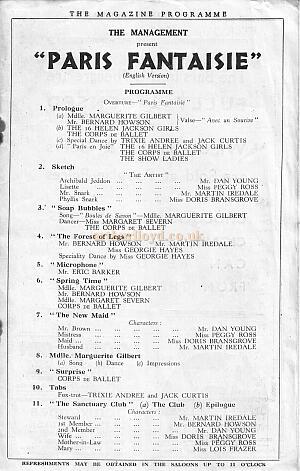 THE MAGAZINE PROGRAMME
THE MANAGEMENT
present
"PARIS FANTAISIE"
(English Version)
PROGRAMME
OVERTURE—"Paris Fantaisie"
1. Prologue
(a) Mdlle. MARGUERITE GILBERT
Mr. BERNARD HOWSON
Valse—"Avec un Sourire"
(b) THE 16 HELEN JACKSON GIRLS
THE CORPS DE BALLET
(c) Special Dance by TRIXIE ANDREE and JACK CURTIS
(d) "Paris en Joie" THE 16 HELEN JACKSON GIRLS
THE CORPS DE BALLET
THE SHOW LADIES
2. Sketch
"THE ARTIST"
Archibald Jeddon ... ... ... ... Mr. DAN YOUNG
Lisette ... ... ... ... Miss PEGGY ROSS
Mr. Snark ... ... ... ... Mr. MARTIN IREDALE
Phyllis Snark ... ... ... Miss DORIS BRANSGROVE
3. "Soap Bubbles"
Song—"Boules de Savon"—Mdlle. MARGUERITE GILBERT
Dancer—Miss MARGART SEVERN
THE CORPS DE BALLET
4. "The Forest of Legs"
Mr. BERNARD HOWSON Mr. MARTIN IREDALE
Miss GEORGIE HAYES
Speciality Dance by Miss GEORGIE HAYES
5. "Microphone"
Mr. ERIC BARKER
6. "Spring Time"
Mdlle. MARGUERITE GILBERT
Mr. BERNARD HOWSON
Mdlle. MARGART SEVERN
THE CORPS DE BALLET
7. "The New Maid"
Characters:
Mr. Brown ... ... ... ... Mr. DAN YOUNG
Mistress ... ... ... ... Miss PEGGY ROSS
Maid ... ... ... ... Miss DORIS BRANSGROVE
Husband ... ... ... ... Mr. MARTIN IREDALE
8. Mdlle. Marguerite Gilbert
(a) Song (b) Dance (c) Impressions
9. "Surprise"
CORPS DE BALLET
10. Tabs
Fox-trot—TRIXIE ANDREE and JACK CURTIS
11. "The Sanctuary Club" (a) The Club (b) Epilogue
Characters:
Steward ... ... ... ... Mr. MARTIN IREDALE
1st Member ... ... ... Mr. BERNARD HOWSON
2nd Member ... ... ... ... Mr. DAN YOUNG
Wife ... ... ... ... Miss DORIS BRANSGROVE
Mother-in-Law ... ... ... Miss PEGGY ROSS
Mary ... ... ... ... Miss LOIS FRAZER
REFRESHMENTS MAY BE OBTAINED IN THE SALOONS UP TO 11 O'CLOCK